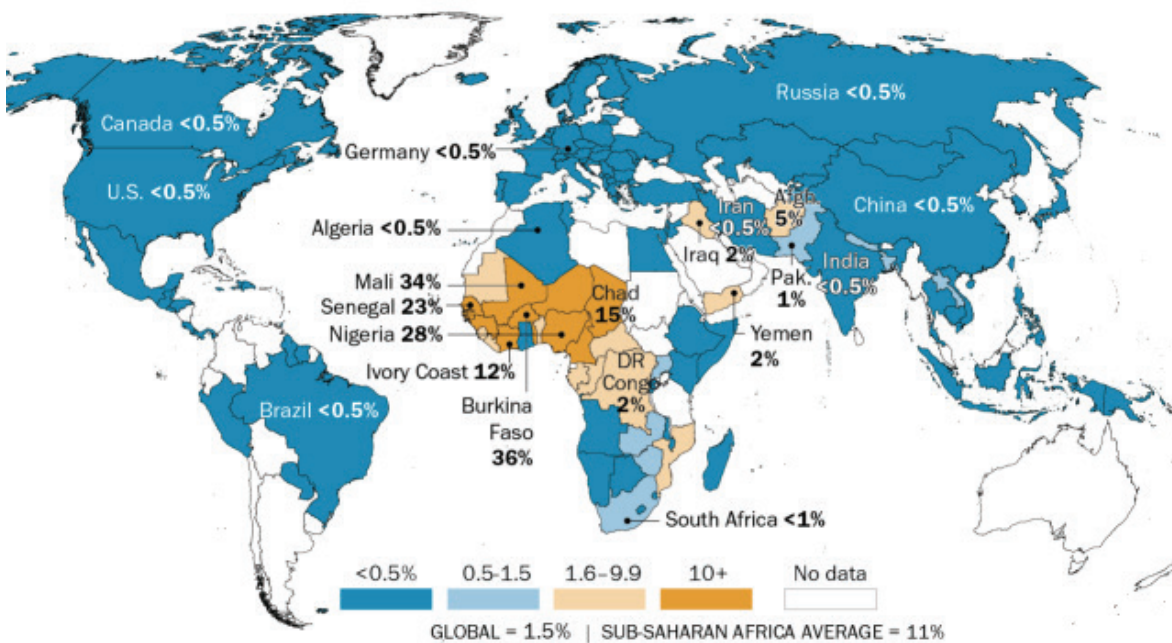 Russia <0.5%
Canada <0.5%
Germany <0.5%
U.S. <0.5%
Afgh.
5%
Iran
<0.5%
China <0.5%
Algeria <0.5%
Iraq 2%
Pak.
1%
India
<0.5%
Mali 34%
Chad
15%
Senegal 23%
Nigeria 28%
Yemen
2%
Ivory Coast 12%
DR
Congo
2%
Brazil <0.5%
Burkina
Faso
36%
South Africa <1%
<0.5% 0.5-1.5 1.6–9.9 10+ No data
GLOBAL = 1.5% | SUB-SAHARAN AFRICA AVERAGE = 11%